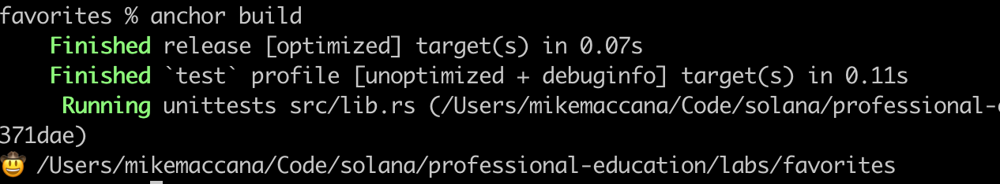 favorites % anchor build
Finished release [optimized] target(s) in 0.07s
Finished `test` profile [unoptimized + debuginfo] target(s) in 0.11s
Running unittests src/lib.rs (/Users/mikemaccana/Code/solana/professional-
371dae)
🤠 /Users/mikemaccana/Code/solana/professional-education/labs/favorites